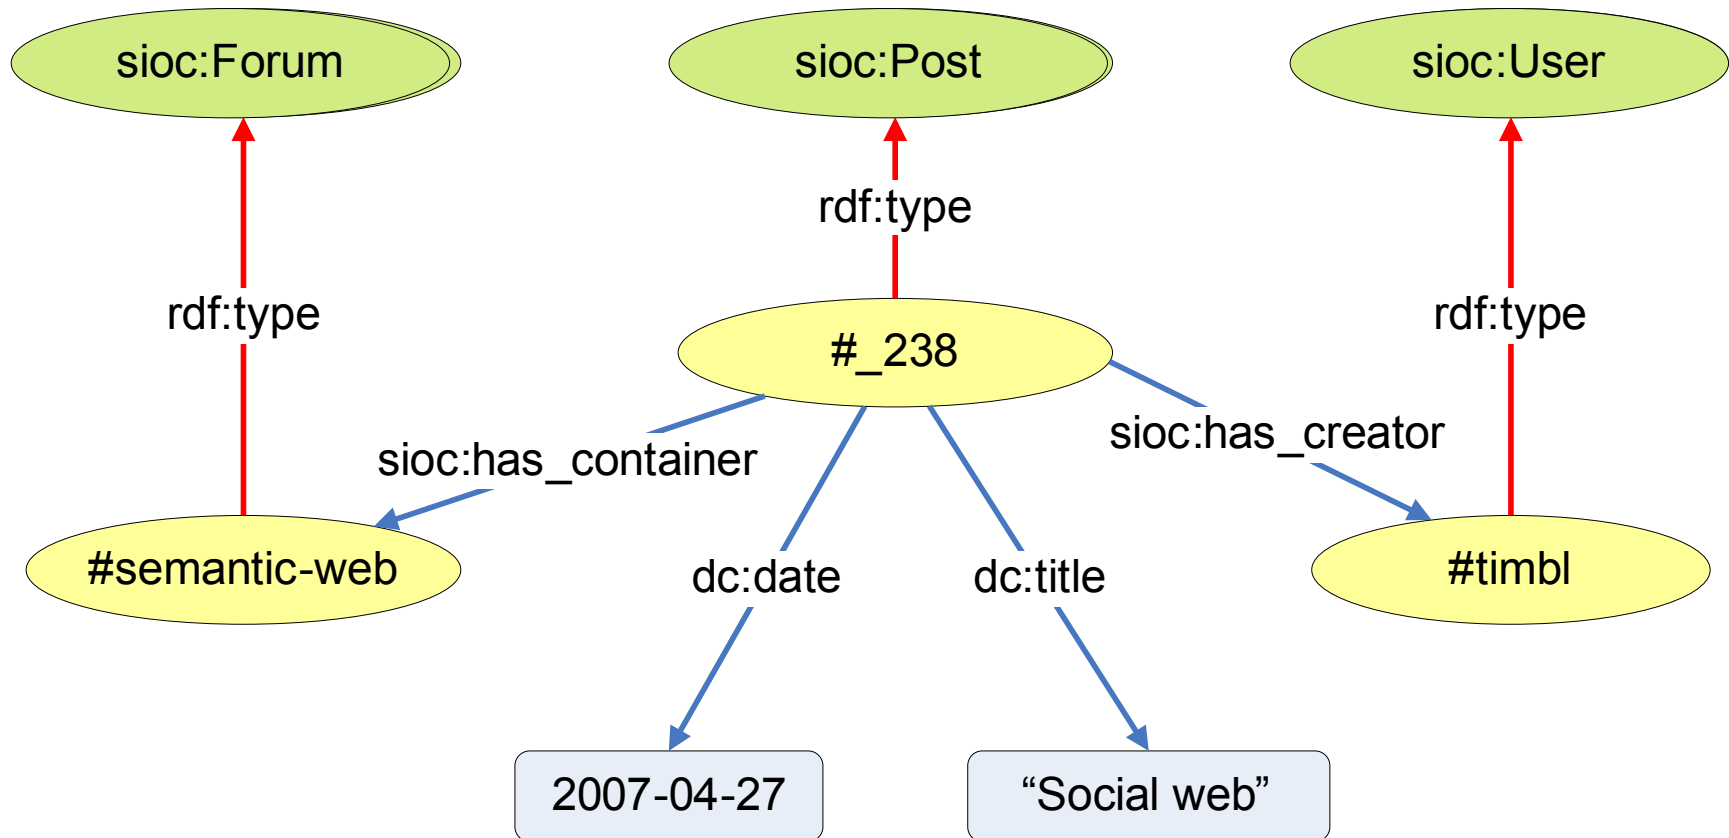 sioc:Forum
sioc:Post
sioc:User
rdf:type
rdf:type
rdf:type
#_238
sioc:has_container
sioc:has_creator
#semantic-web
dc:date
dc:title
#timbl
2007-04-27
“Social web”